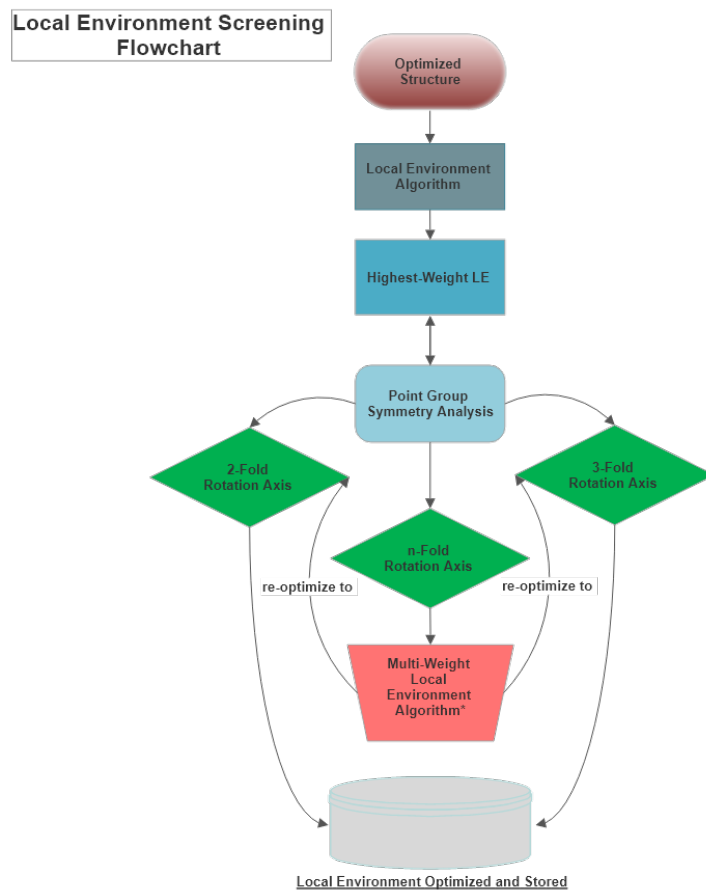 Local Environment Screening
Flowchart
Optimized
Structure
Local Environment
Algorithm
Highest-Weight LE
Point Group
Symmetry Analysis
2-Fold
Rotation Axis
3-Fold
Rotation Axis
n-Fold
Rotation Axis
re-optimize to
re-optimize to
Multi-Weight
Local
Environment
Algorithm*
Local Environment Optimized and Stored